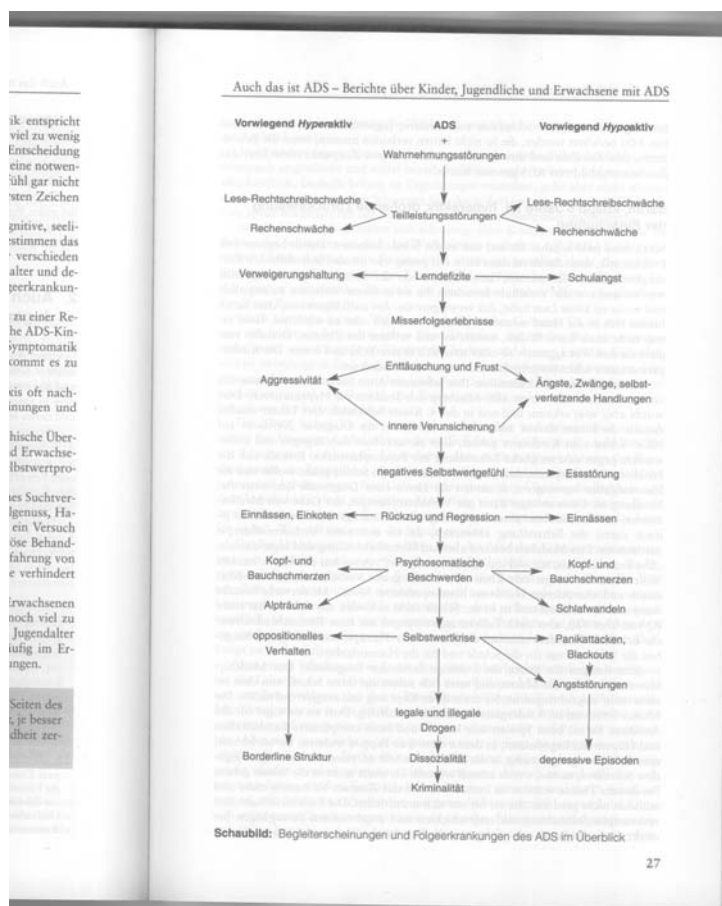 ik entspricht
viel zu wenig
Entscheidung
eine notwen-
ühl gar nicht
sten Zeichen
gnitive, seeli-
stimmen das
verschieden
alter und de-
geerkrankun-
zu einer Re-
he ADS-Kin-
Symptomatik
kommt es zu
xis oft nach-
inungen und
hische Über-
d Erwachse-
lbstwertpro-
es Suchtver-
lgenuss, Ha-
ein Versuch
öse Behand-
fahrung von
e verhindert
Erwachsenen
noch viel zu
Jugendalter
iufig im Er-
ungen.
Seiten des
, je besser
dheit zer-
Auch das ist ADS – Berichte über Kinder, Jugendliche und Erwachsene mit ADS
Vorwiegend Hyperaktiv ADS Vorwiegend Hypoaktiv
+
Wahrnehmungsstörungen
Lese-Rechtschreibschwäche Lese-Rechtschreibschwäche
Teilleistungsstörungen
Rechenschwäche Rechenschwäche
Verweigerungshaltung Lerndefizite Schulangst
Misserfolgserlebnisse
Enttäuschung und Frust
Aggressivität Ängste, Zwänge, selbst-
verletzende Handlungen
innere Verunsicherung
negatives Selbstwertgefühl Essstörung
Einnässen, Einkoten Rückzug und Regression Einnässen
Kopf- und Psychosomatische Kopf- und
Bauchschmerzen Beschwerden Bauchschmerzen
Alpträume Schlafwandeln
oppositionelles Selbstwertkrise Panikattacken,
Verhalten Blackouts
Angststörungen
legale und illegale
Drogen
Borderline Struktur Dissozialität depressive Episoden
Kriminalität
Schaubild: Begleiterscheinungen und Folgeerkrankungen des ADS im Überblick
27